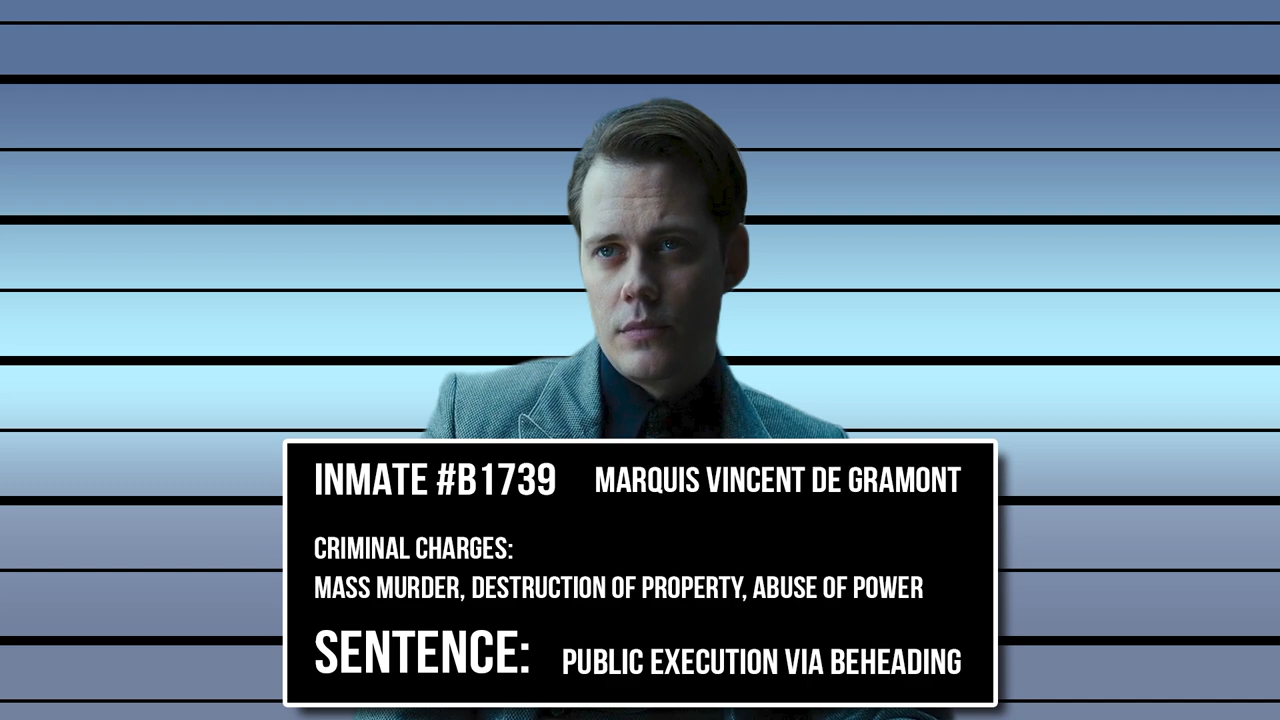 INMATE #B1739 MARQUIS VINCENT DE GRAMONT
CRIMINAL CHARGES:
MASS MURDER, DESTRUCTION OF PROPERTY, ABUSE OF POWER
SENTENCE: PUBLIC EXECUTION VIA BEHEADING